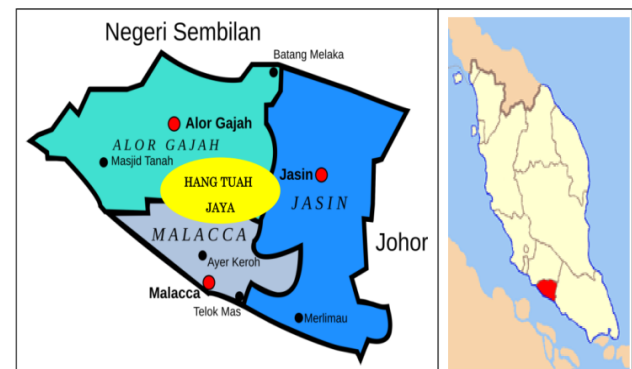 Negeri Sembilan
Batang Melaka
Alor Gajah
ALOR GAJAH
Masjid Tanah
HANG TUAH
JAYA
Jasin
JASIN
MALACCA
Johor
Ayer Keroh
Malacca
Telok Mas
Merlimau